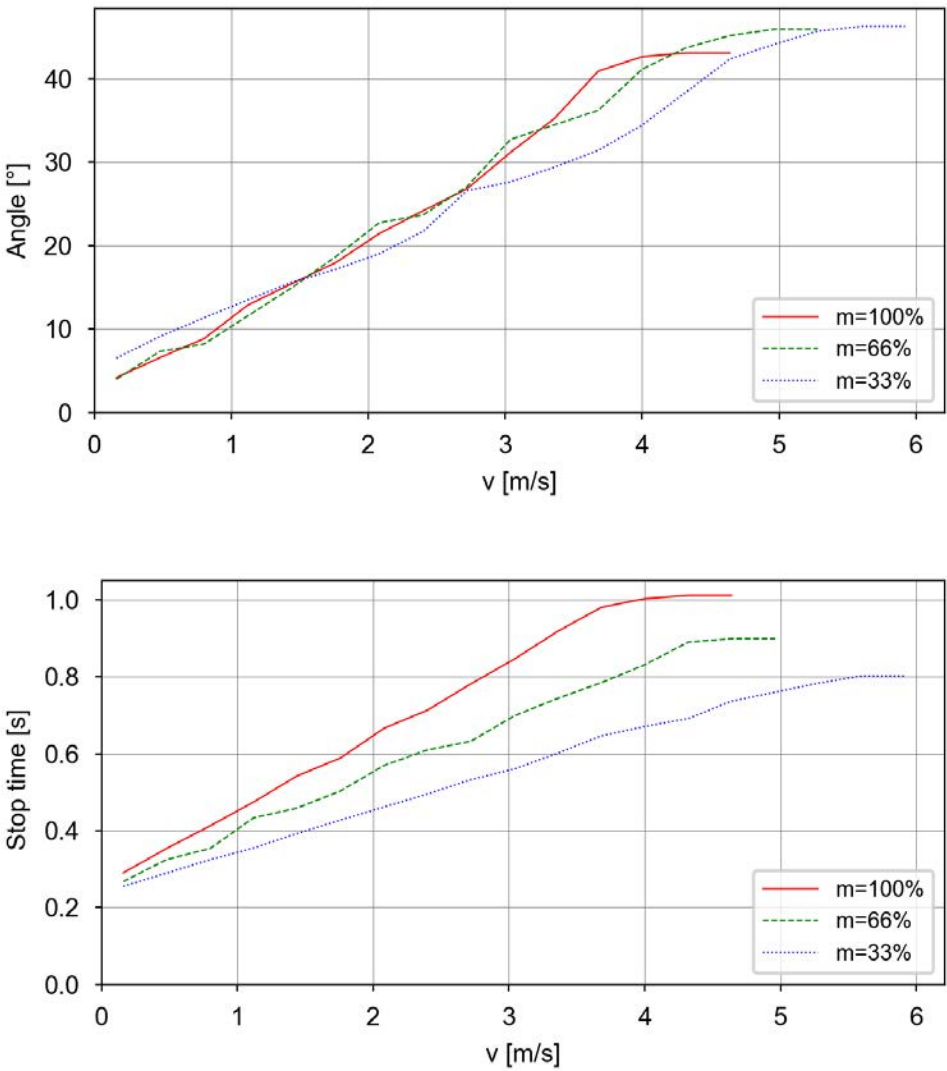 Angle [°]
40
30
20
10
0
0 1 2 3 4 5 6
v [m/s]
m=100%
m=66%
m=33%
Stop time [s]
1.0
0.8
0.6
0.4
0.2
0.0
0 1 2 3 4 5 6
v [m/s]
m=100%
m=66%
m=33%